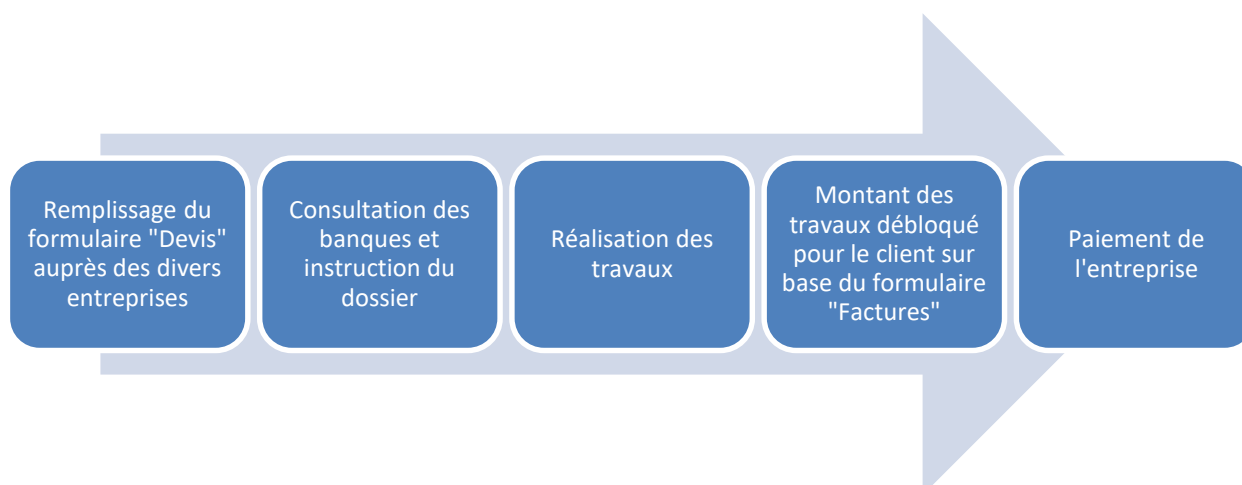 Remplissage du
formulaire "Devis"
auprès des divers
entreprises
Consultation des
banques et
instruction du
dossier
Réalisation des
travaux
Montant des
travaux débloqué
pour le client sur
base du formulaire
"Factures"
Paiement de
l'entreprise